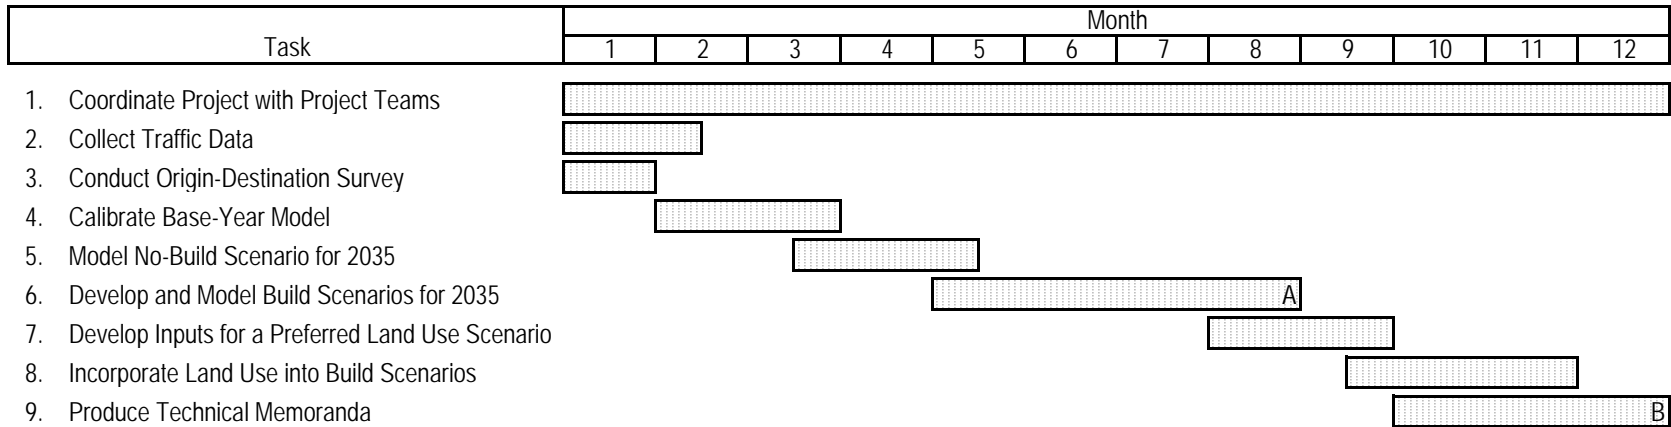 Month
Task 1 2 3 4 5 6 7 8 9 10 11 12
1. Coordinate Project with Project Teams
2. Collect Traffic Data
3. Conduct Origin-Destination Survey
4. Calibrate Base-Year Model
5. Model No-Build Scenario for 2035
6. Develop and Model Build Scenarios for 2035 A
7. Develop Inputs for a Preferred Land Use Scenario
8. Incorporate Land Use into Build Scenarios
9. Produce Technical Memoranda B